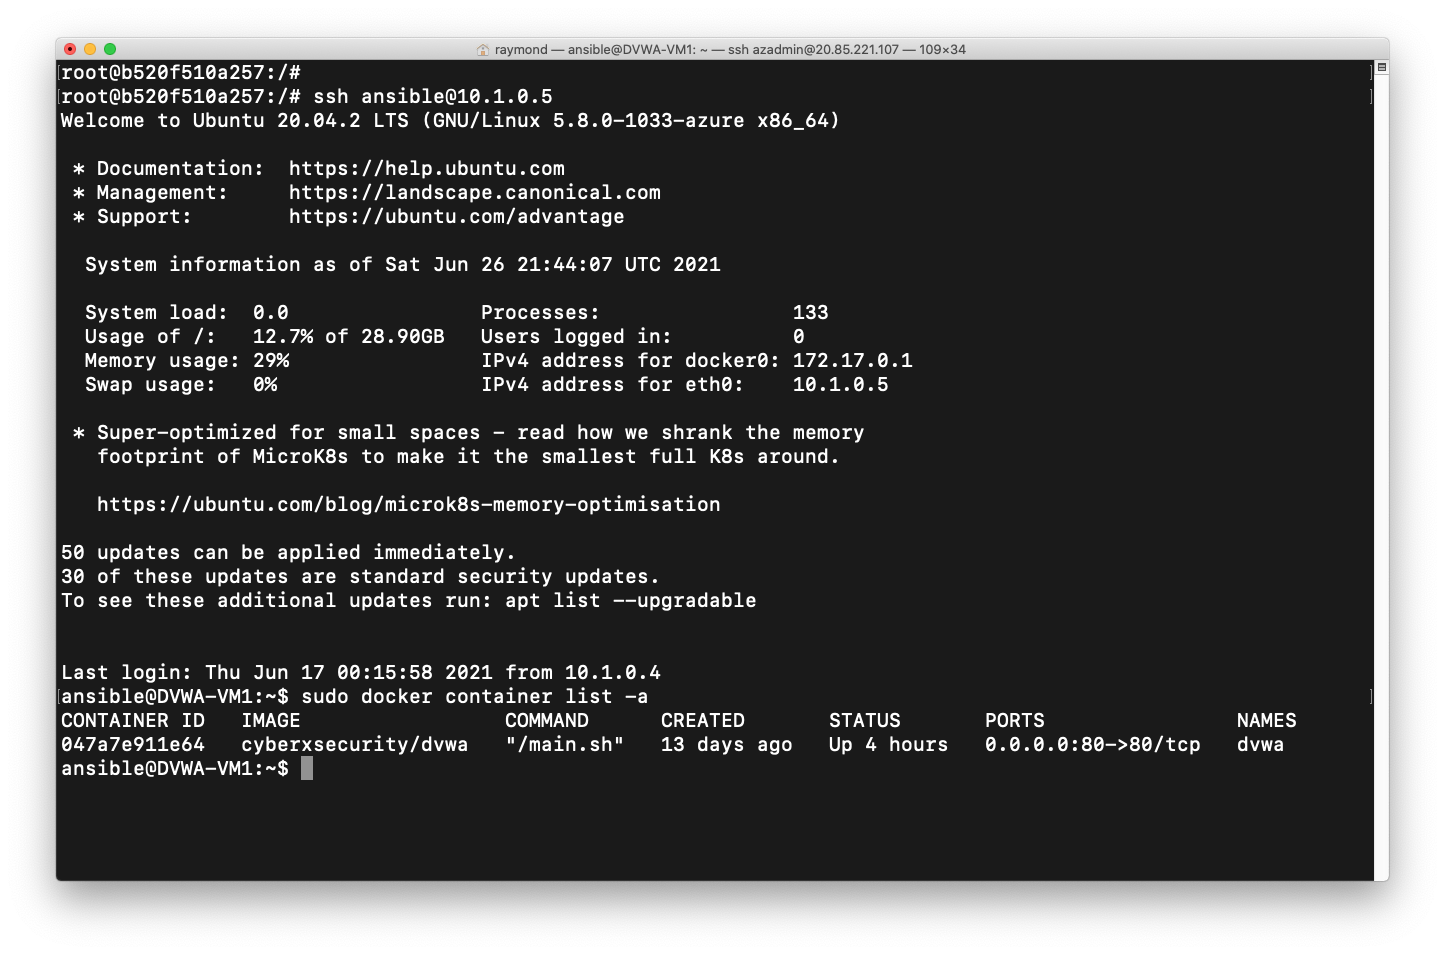 raymond — ansible@DVWA-VM1: ~ — ssh azadmin@20.85.221.107 — 109×34
[root@b520f510a257:/# ]
[root@b520f510a257:/# ssh ansible@10.1.0.5 ]
Welcome to Ubuntu 20.04.2 LTS (GNU/Linux 5.8.0-1033-azure x86_64)
* Documentation:  https://help.ubuntu.com
* Management:     https://landscape.canonical.com
* Support:        https://ubuntu.com/advantage
System information as of Sat Jun 26 21:44:07 UTC 2021
System load:  0.0                Processes:                133
Usage of /:   12.7% of 28.90GB   Users logged in:          0
Memory usage: 29%                IPv4 address for docker0: 172.17.0.1
Swap usage:   0%                 IPv4 address for eth0:    10.1.0.5
* Super-optimized for small spaces - read how we shrank the memory
footprint of MicroK8s to make it the smallest full K8s around.
https://ubuntu.com/blog/microk8s-memory-optimisation
50 updates can be applied immediately.
30 of these updates are standard security updates.
To see these additional updates run: apt list --upgradable
Last login: Thu Jun 17 00:15:58 2021 from 10.1.0.4
[ansible@DVWA-VM1:~$ sudo docker container list -a ]
CONTAINER ID   IMAGE                 COMMAND      CREATED       STATUS       PORTS                NAMES
047a7e911e64   cyberxsecurity/dvwa   "/main.sh"   13 days ago   Up 4 hours   0.0.0.0:80->80/tcp   dvwa
ansible@DVWA-VM1:~$